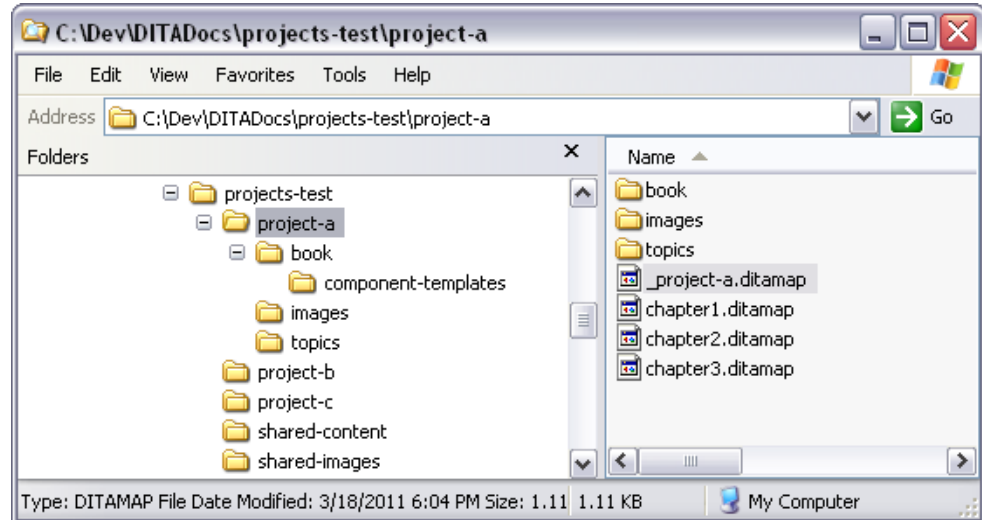 C:\Dev\DITADocs\projects-test\project-a
File Edit View Favorites Tools Help
Address C:\Dev\DITADocs\projects-test\project-a Go
Folders
projects-test
project-a
book
component-templates
images
topics
project-b
project-c
shared-content
shared-images
Name
book
images
topics
_project-a.ditamap
chapter1.ditamap
chapter2.ditamap
chapter3.ditamap
Type: DITAMAP File Date Modified: 3/18/2011 6:04 PM Size: 1.11 1.11 KB My Computer